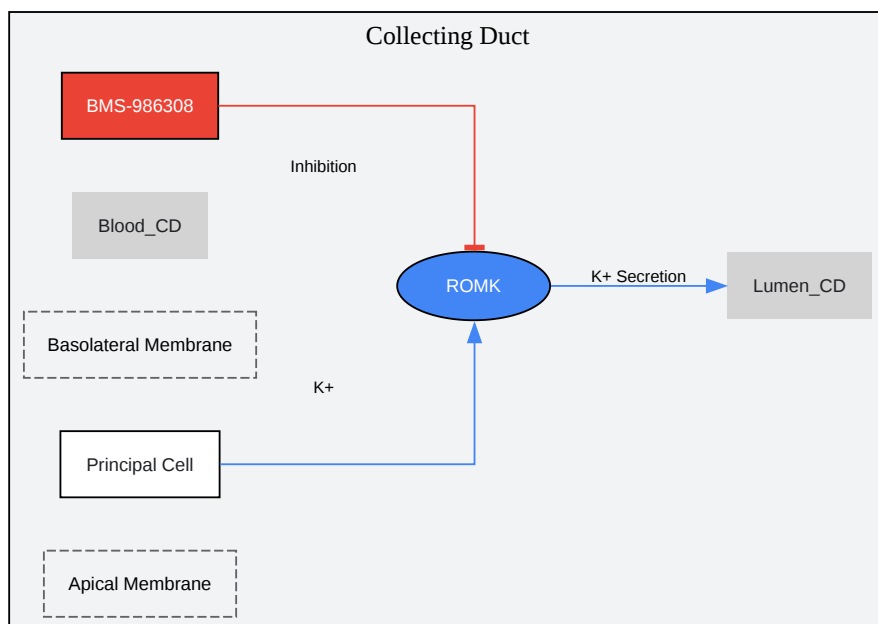 Collecting Duct
BMS-986308
Inhibition
Blood_CD
ROMK
K+ Secretion
Lumen_CD
Basolateral Membrane
K+
Principal Cell
Apical Membrane